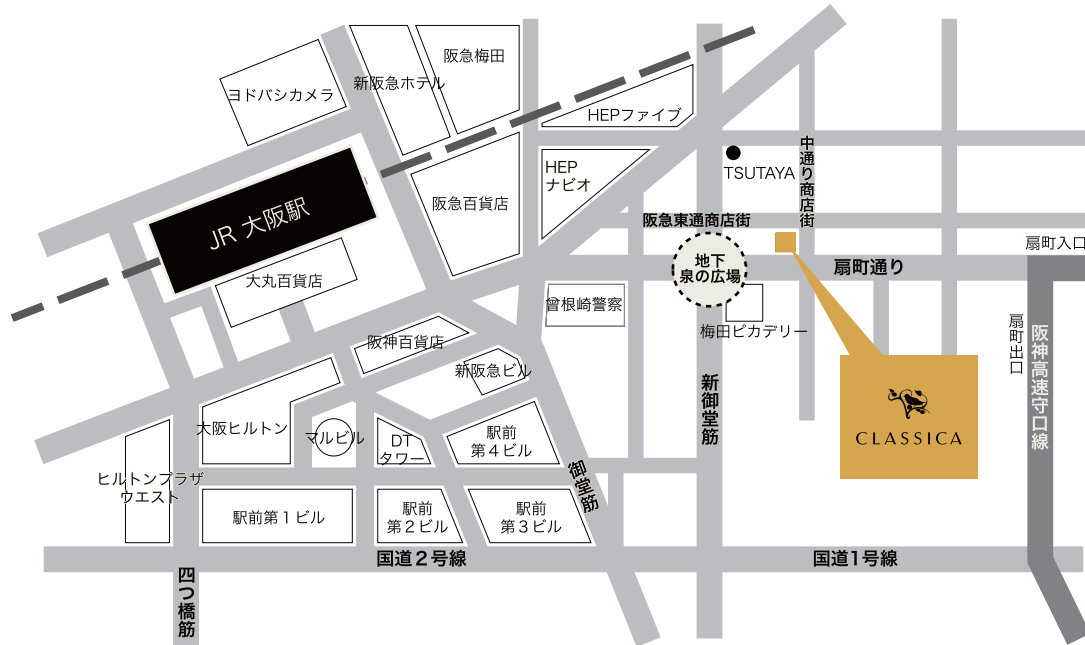 阪急梅田
新阪急ホテル
ヨドバシカメラ
HEPファイブ
HEP
ナビオ
TSUTAYA
中通り商店街
阪急百貨店
JR 大阪駅
阪急東通商店街
地下
泉の広場
扇町通り
扇町入口
大丸百貨店
曾根崎警察
梅田ピカデリー
扇町出口
阪神高速守口線
阪神百貨店
新阪急ビル
新御堂筋
CLASSICA
大阪ヒルトン
マルビル
DT
タワー
駅前
第4ビル
御堂筋
ヒルトンプラザ
ウエスト
駅前第1ビル
駅前
第2ビル
駅前
第3ビル
国道2号線
国道1号線
四つ橋筋